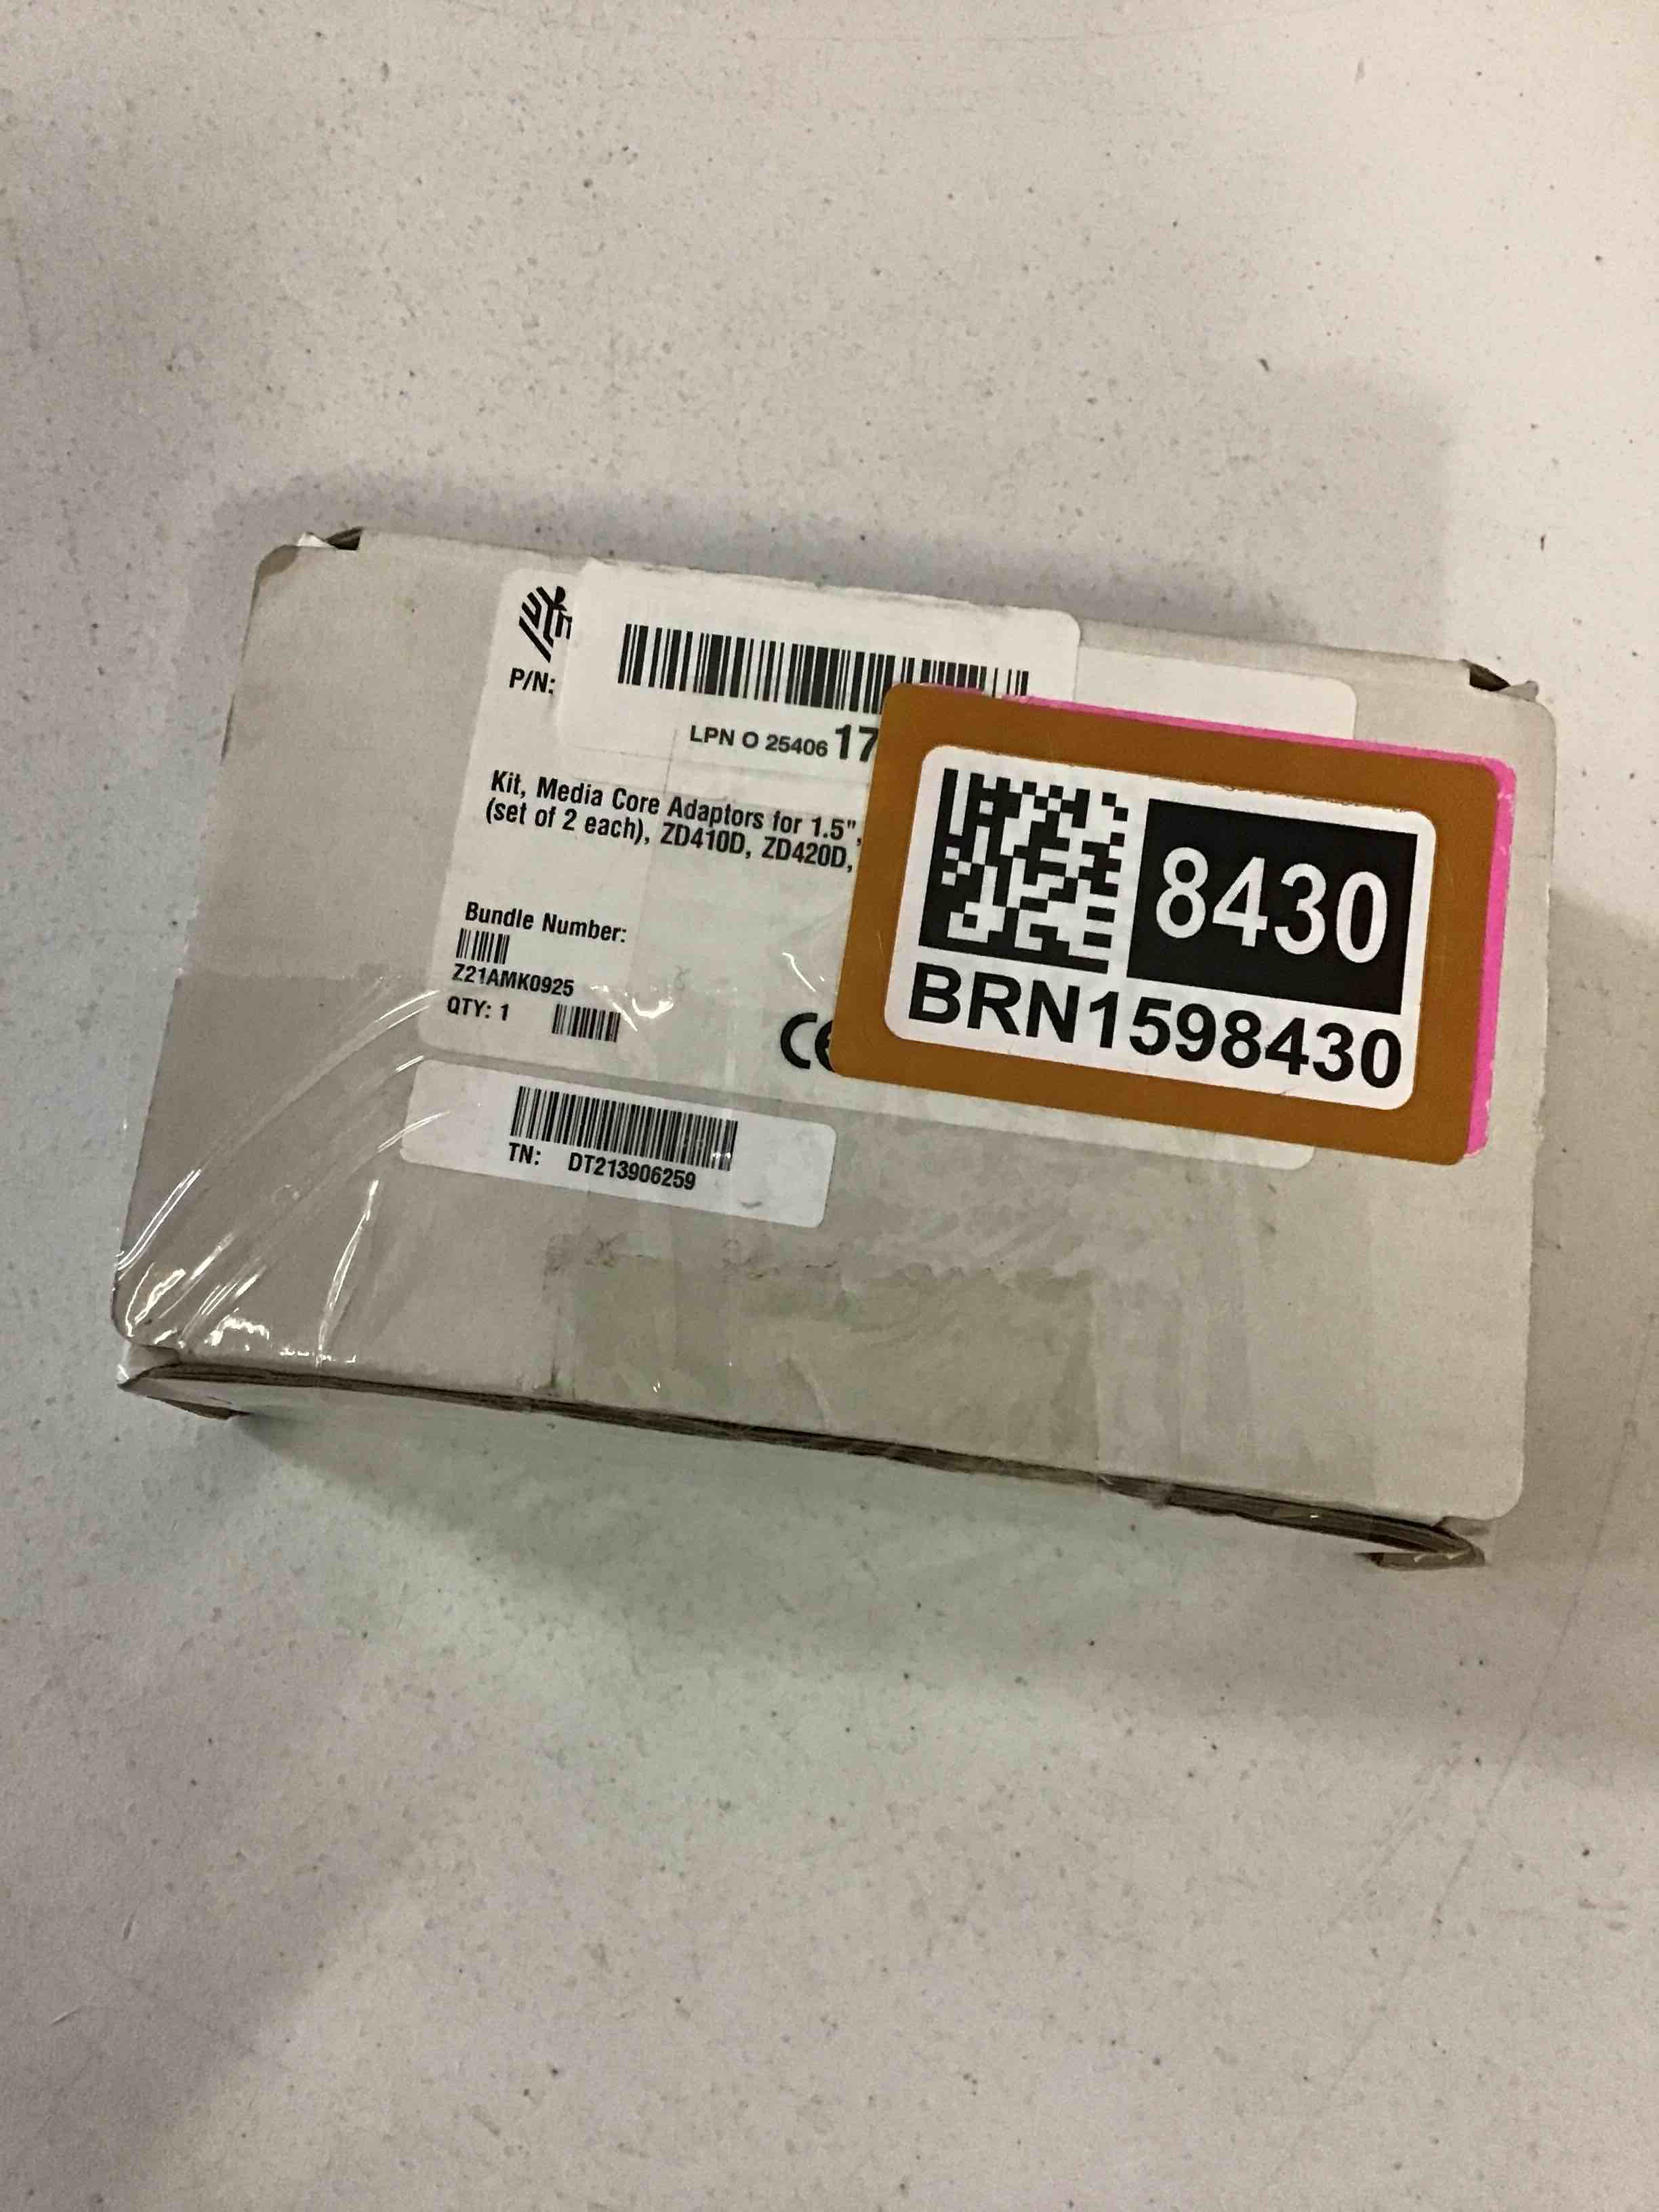 P/N:
LPN O 25406 17
Kit, Media Core Adaptors for 1.5",
(set of 2 each), ZD410D, ZD420D,
Bundle Number:
Z21AMK0925
QTY: 1
CE
TN: DT213906259
8430
BRN1598430